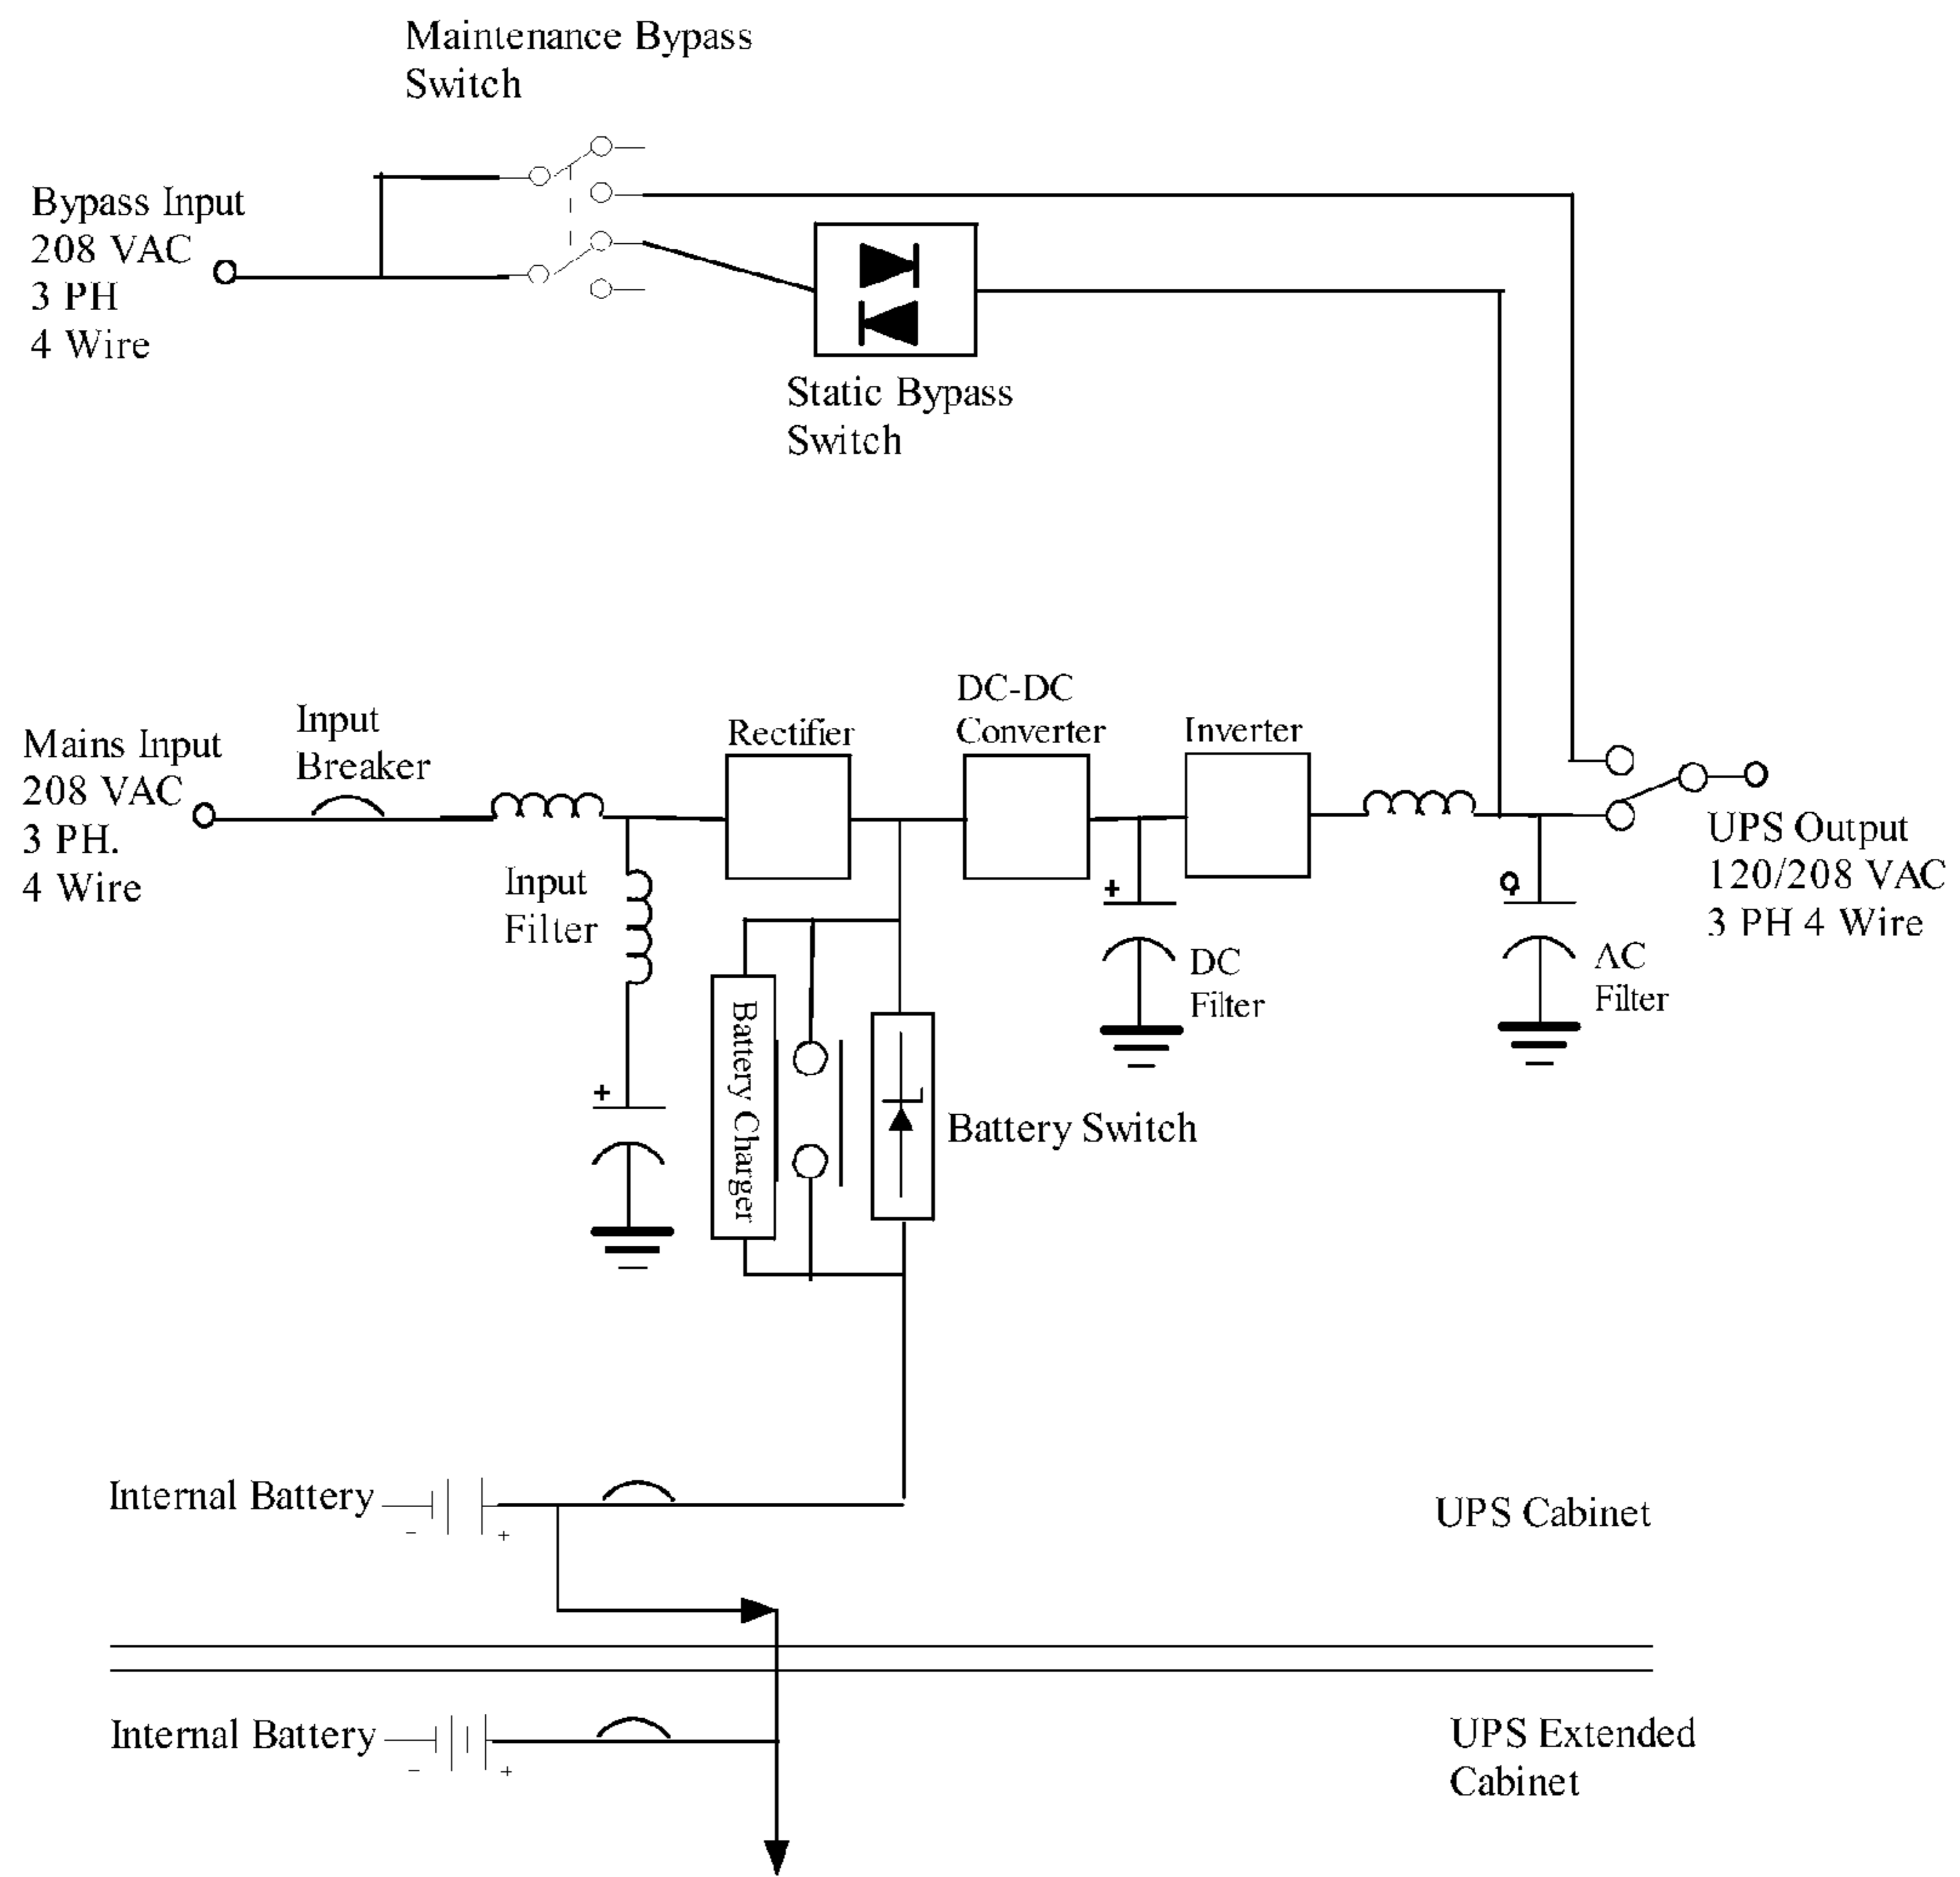 Maintenance Bypass
Switch
Bypass Input
208 VAC
3 PH
4 Wire
Static Bypass
Switch
Mains Input
208 VAC
3 PH.
4 Wire
Input
Breaker
Input
Filter
Rectifier
DC-DC
Converter
Inverter
+
DC
Filter
AC
Filter
UPS Output
120/208 VAC
3 PH 4 Wire
+
Battery Charger
Battery Switch
Internal Battery
- +
UPS Cabinet
Internal Battery
- +
UPS Extended
Cabinet